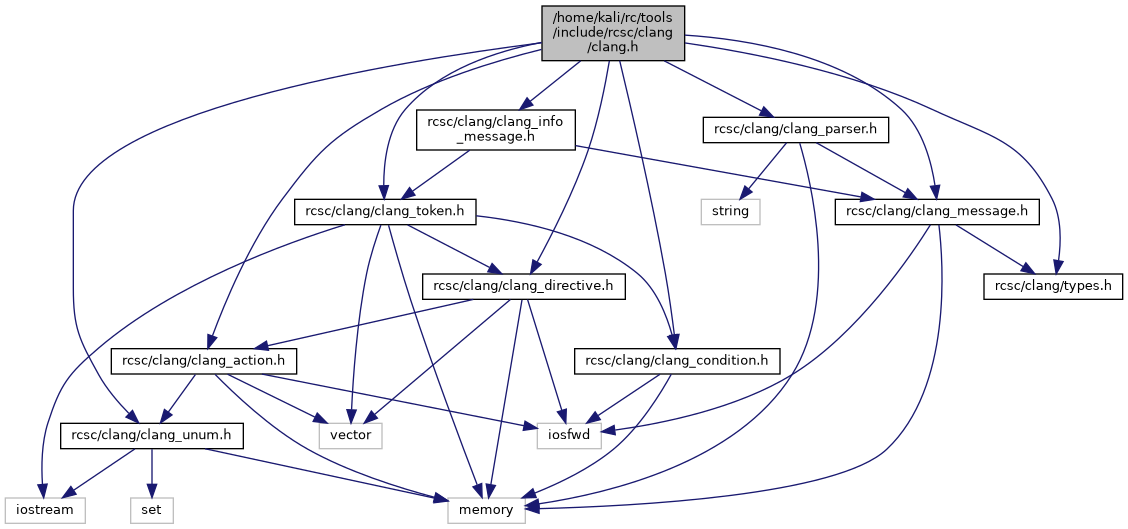 /home/kali/rc/tools
/include/rcsc/clang
/clang.h
rcsc/clang/clang_info
_message.h
rcsc/clang/clang_parser.h
rcsc/clang/clang_token.h
string
rcsc/clang/clang_message.h
rcsc/clang/clang_directive.h
rcsc/clang/types.h
rcsc/clang/clang_action.h
rcsc/clang/clang_condition.h
rcsc/clang/clang_unum.h
vector
iosfwd
iostream
set
memory